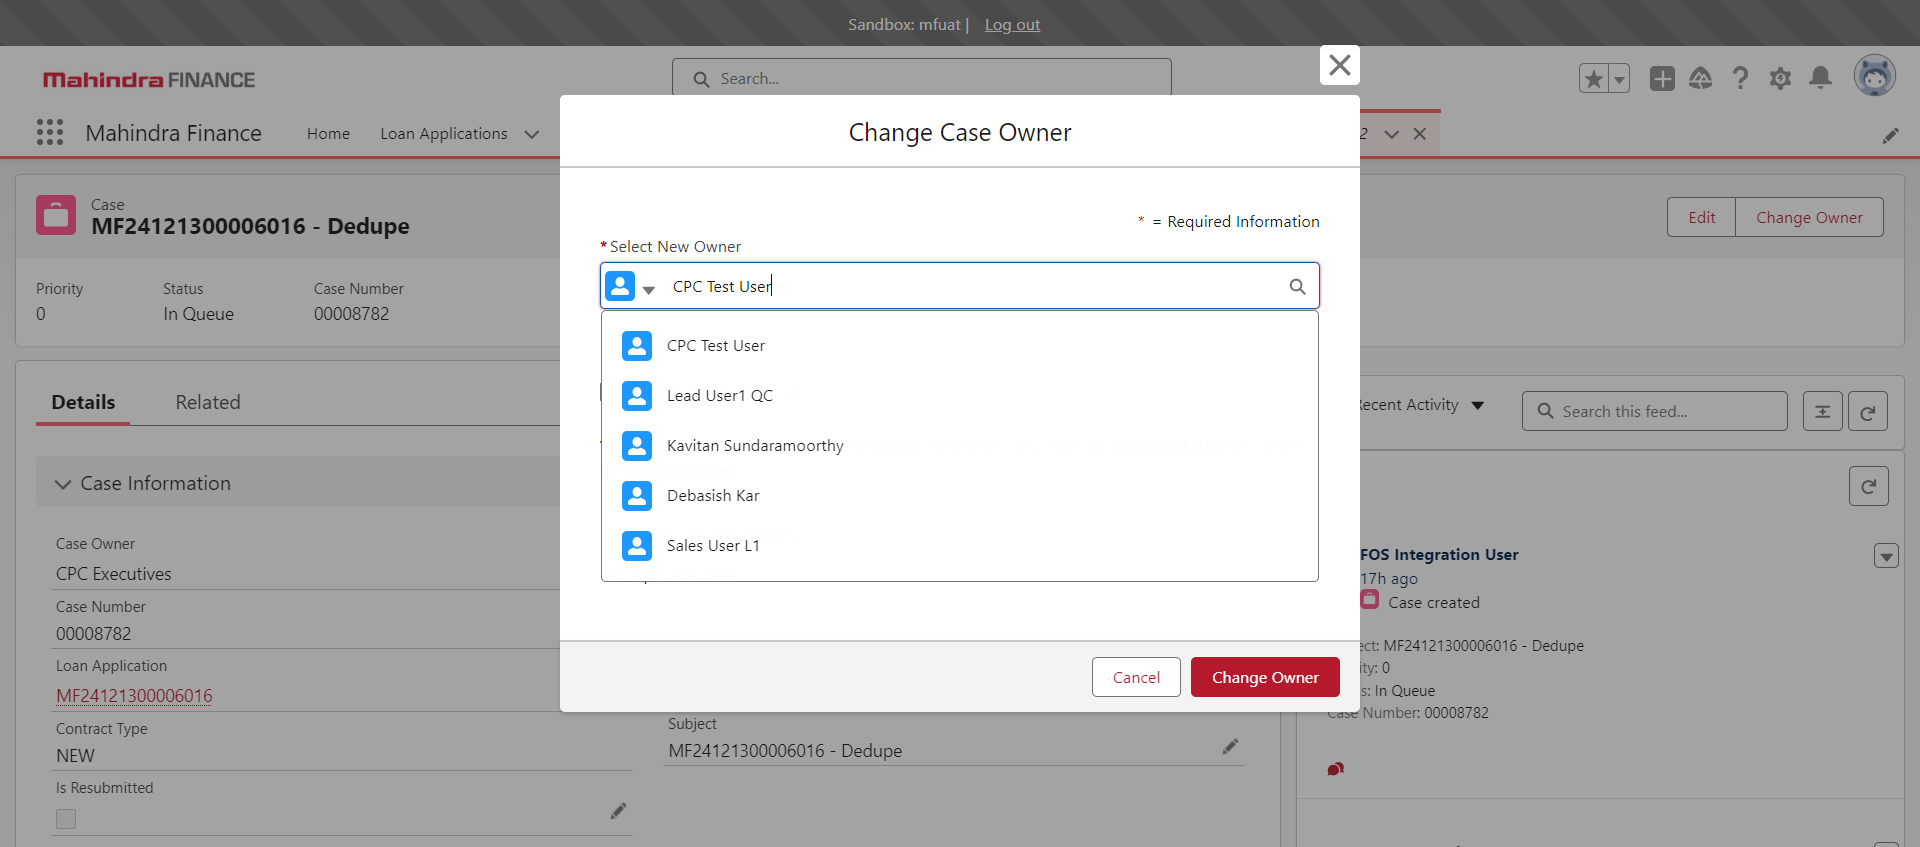 Sandbox: mfuat | Log out
Mahindra FINANCE
Search...
Mahindra Finance
Home
Loan Applications
2
Case
MF24121300006016 - Dedupe
Edit
Change Owner
Priority
0
Status
In Queue
Case Number
00008782
Change Case Owner
* = Required Information
* Select New Owner
CPC Test User
CPC Test User
Lead User1 QC
Kavitan Sundaramoorthy
Debasish Kar
Sales User L1
Cancel
Change Owner
Details
Related
Case Information
Case Owner
CPC Executives
Case Number
00008782
Loan Application
MF24121300006016
Contract Type
NEW
Is Resubmitted
Subject
MF24121300006016 - Dedupe
ecent Activity
Search this feed...
FOS Integration User
17h ago
Case created
ect: MF24121300006016 - Dedupe
ity: 0
s: In Queue
Case Number: 00008782